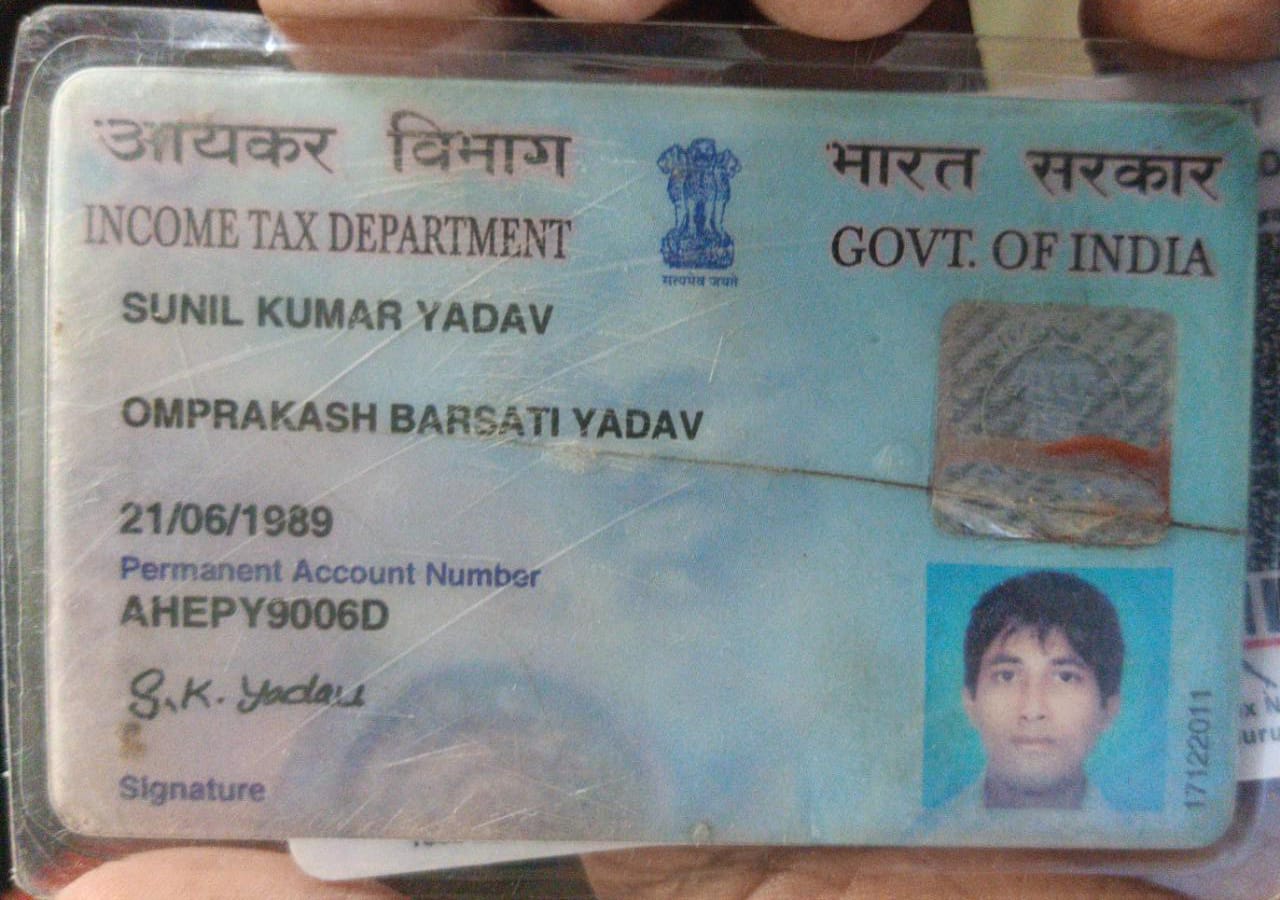 आयकर विभाग
INCOME TAX DEPARTMENT
सत्यमेव जयते
भारत सरकार
GOVT. OF INDIA
SUNIL KUMAR YADAV
OMPRAKASH BARSATI YADAV
21/06/1989
Permanent Account Number
AHEPY9006D
S.K. Yadav
Signature
17122011